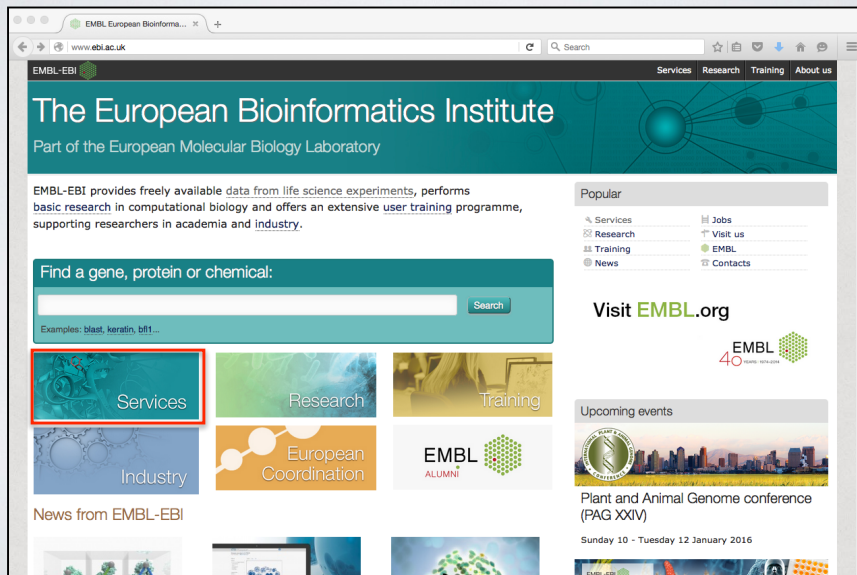 EMBL European Bioinforma...
www.ebi.ac.uk
Search
EMBL-EBI
Services Research Training About us
The European Bioinformatics Institute
Part of the European Molecular Biology Laboratory
EMBL-EBI provides freely available data from life science experiments, performs
basic research in computational biology and offers an extensive user training programme,
supporting researchers in academia and industry.
Find a gene, protein or chemical:
Search
Examples: blast, keratin, bfl1...
Services
Research
Training
Industry
European
Coordination
EMBL
ALUMNI
News from EMBL-EBI
Popular
Services
Research
Training
News
Jobs
Visit us
EMBL
Contacts
Visit EMBL.org
EMBL
40 YEARS
Upcoming events
Plant and Animal Genome conference
(PAG XXIV)
Sunday 10 - Tuesday 12 January 2016
EMBL-EBI